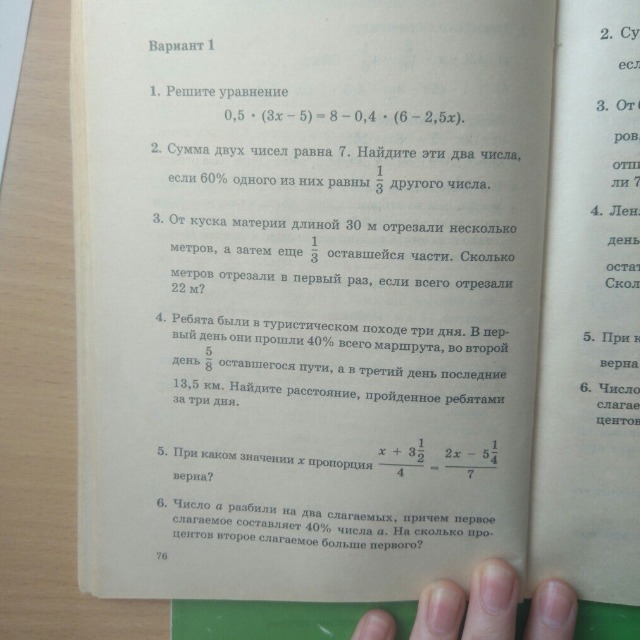 Вариант 1
1. Решите уравнение
0,5 · (3x – 5) = 8 – 0,4 · (6 – 2,5x).
2. Сумма двух чисел равна 7. Найдите эти два числа,
если 60% одного из них равны 1/3 другого числа.
3. От куска материи длиной 30 м отрезали несколько
метров, а затем еще 1/3 оставшейся части. Сколько
метров отрезали в первый раз, если всего отрезали
22 м?
4. Ребята были в туристическом походе три дня. В пер-
вый день они прошли 40% всего маршрута, во второй
день 5/8 оставшегося пути, а в третий день последние
13,5 км. Найдите расстояние, пройденное ребятами
за три дня.
5. При каком значении x пропорция (x + 3 1/2)/4 = (2x – 5 1/4)/7
верна?
6. Число a разбили на два слагаемых, причем первое
слагаемое составляет 40% числа a. На сколько про-
центов второе слагаемое больше первого?
76
2. Су
есл
3. От
ров
отп
ли 7
4. Лен
день
оста
Скол
5. При к
верна
6. Число
слагае
центов